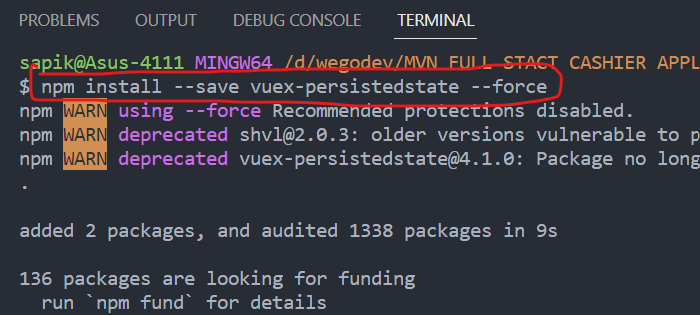 PROBLEMS OUTPUT DEBUG CONSOLE TERMINAL
sapik@Asus-4111 MINGW64 /d/wegodev/MVN FULL STACT CASHIER APPL
$ npm install --save vuex-persistedstate --force
npm WARN using --force Recommended protections disabled.
npm WARN deprecated shvl@2.0.3: older versions vulnerable to p
npm WARN deprecated vuex-persistedstate@4.1.0: Package no long
.
added 2 packages, and audited 1338 packages in 9s
136 packages are looking for funding
run `npm fund` for details